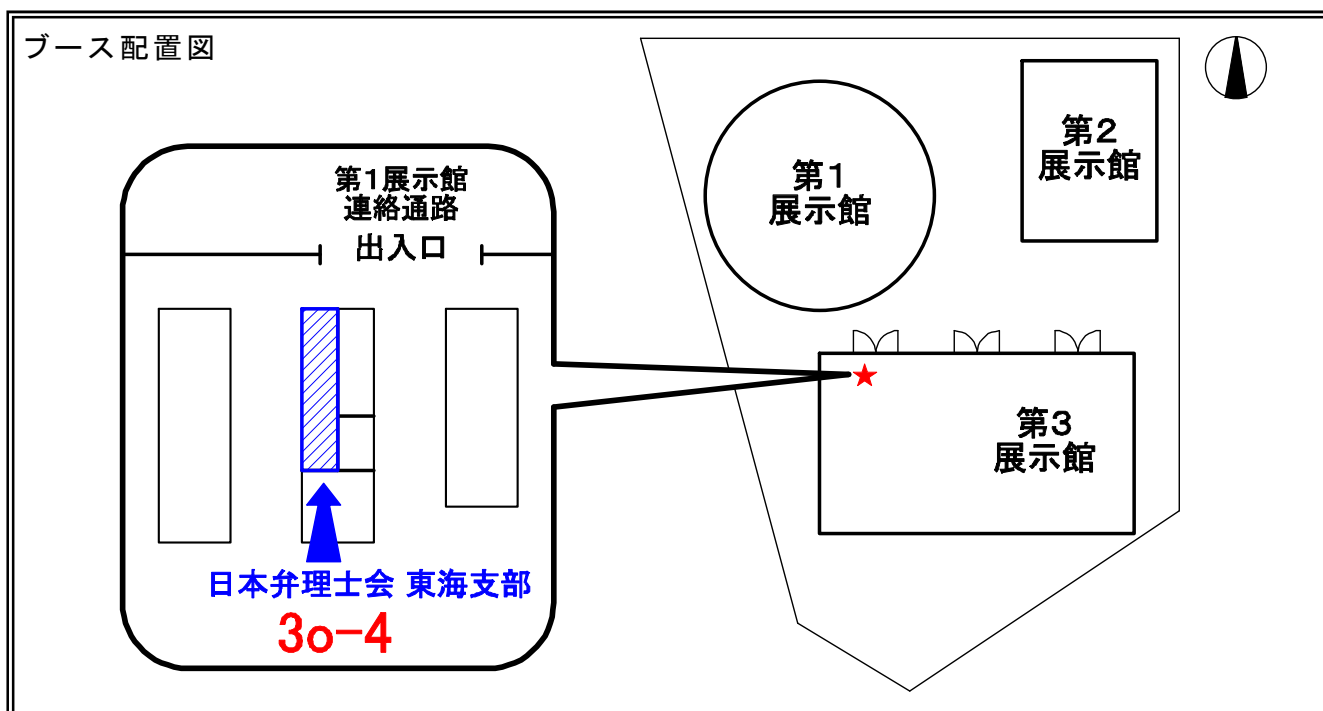 ブース配置図
第1展示館
連絡通路
出入口
日本弁理士会 東海支部
3o-4
第1
展示館
第2
展示館
第3
展示館